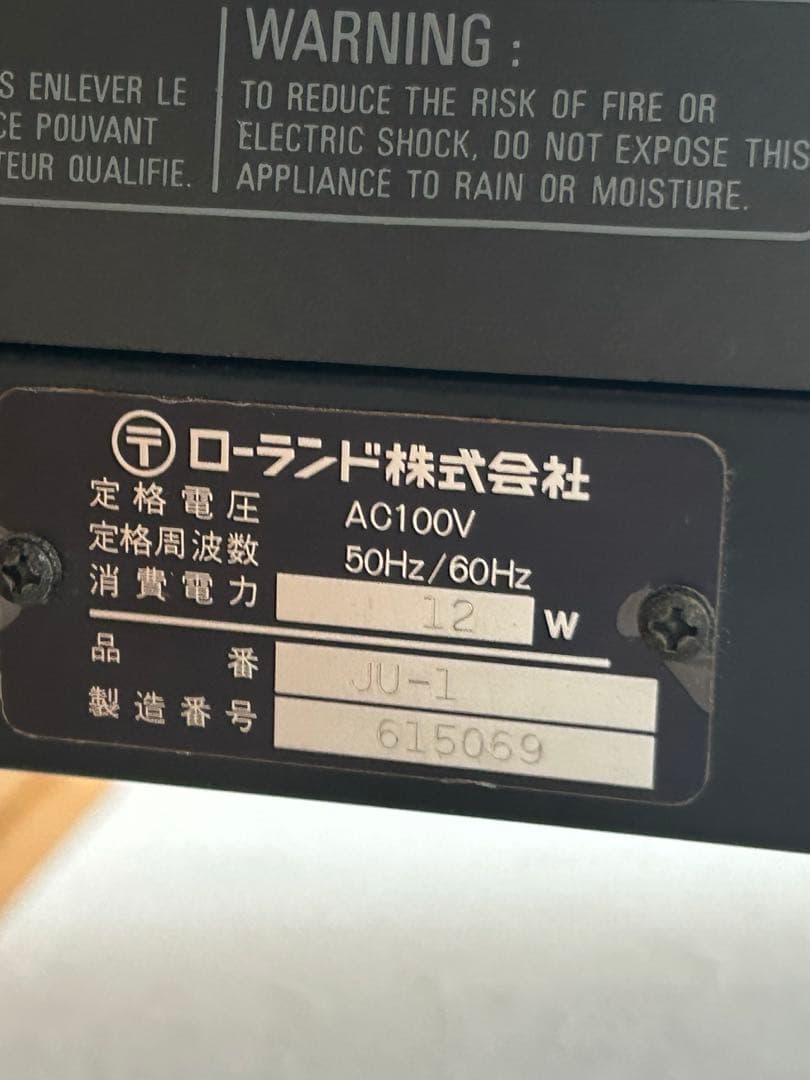 S ENLEVER LE
CE POUVANT
TEUR QUALIFIE.
WARNING :
TO REDUCE THE RISK OF FIRE OR
ELECTRIC SHOCK, DO NOT EXPOSE THIS
APPLIANCE TO RAIN OR MOISTURE.
〒 ローランド株式会社
定格電圧 AC100V
定格周波数 50Hz/60Hz
消費電力 12 W
品番 JU-1
製造番号 615069